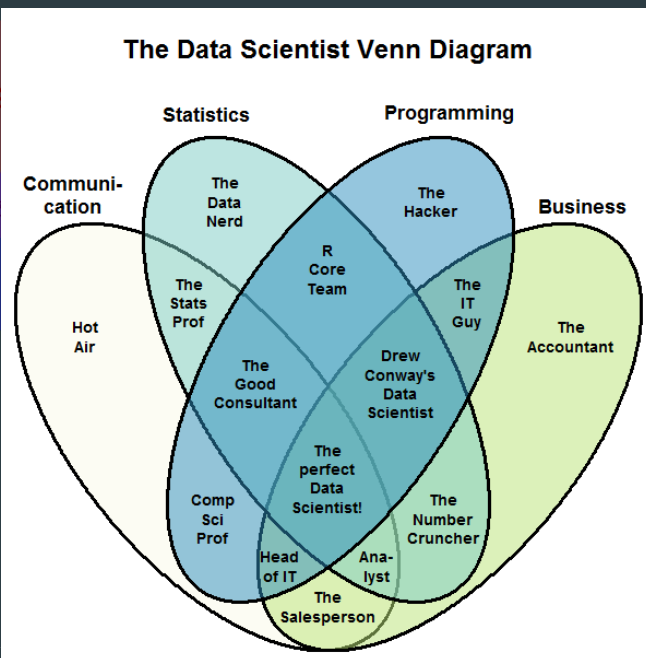 The Data Scientist Venn Diagram
Statistics
Programming
Communi-
cation
Business
The
Data
Nerd
The
Hacker
R
Core
Team
The
Stats
Prof
The
IT
Guy
Hot
Air
The
Accountant
The
Good
Consultant
Drew
Conway's
Data
Scientist
The
perfect
Data
Scientist!
Comp
Sci
Prof
The
Number
Cruncher
Head
of IT
Ana-
lyst
The
Salesperson